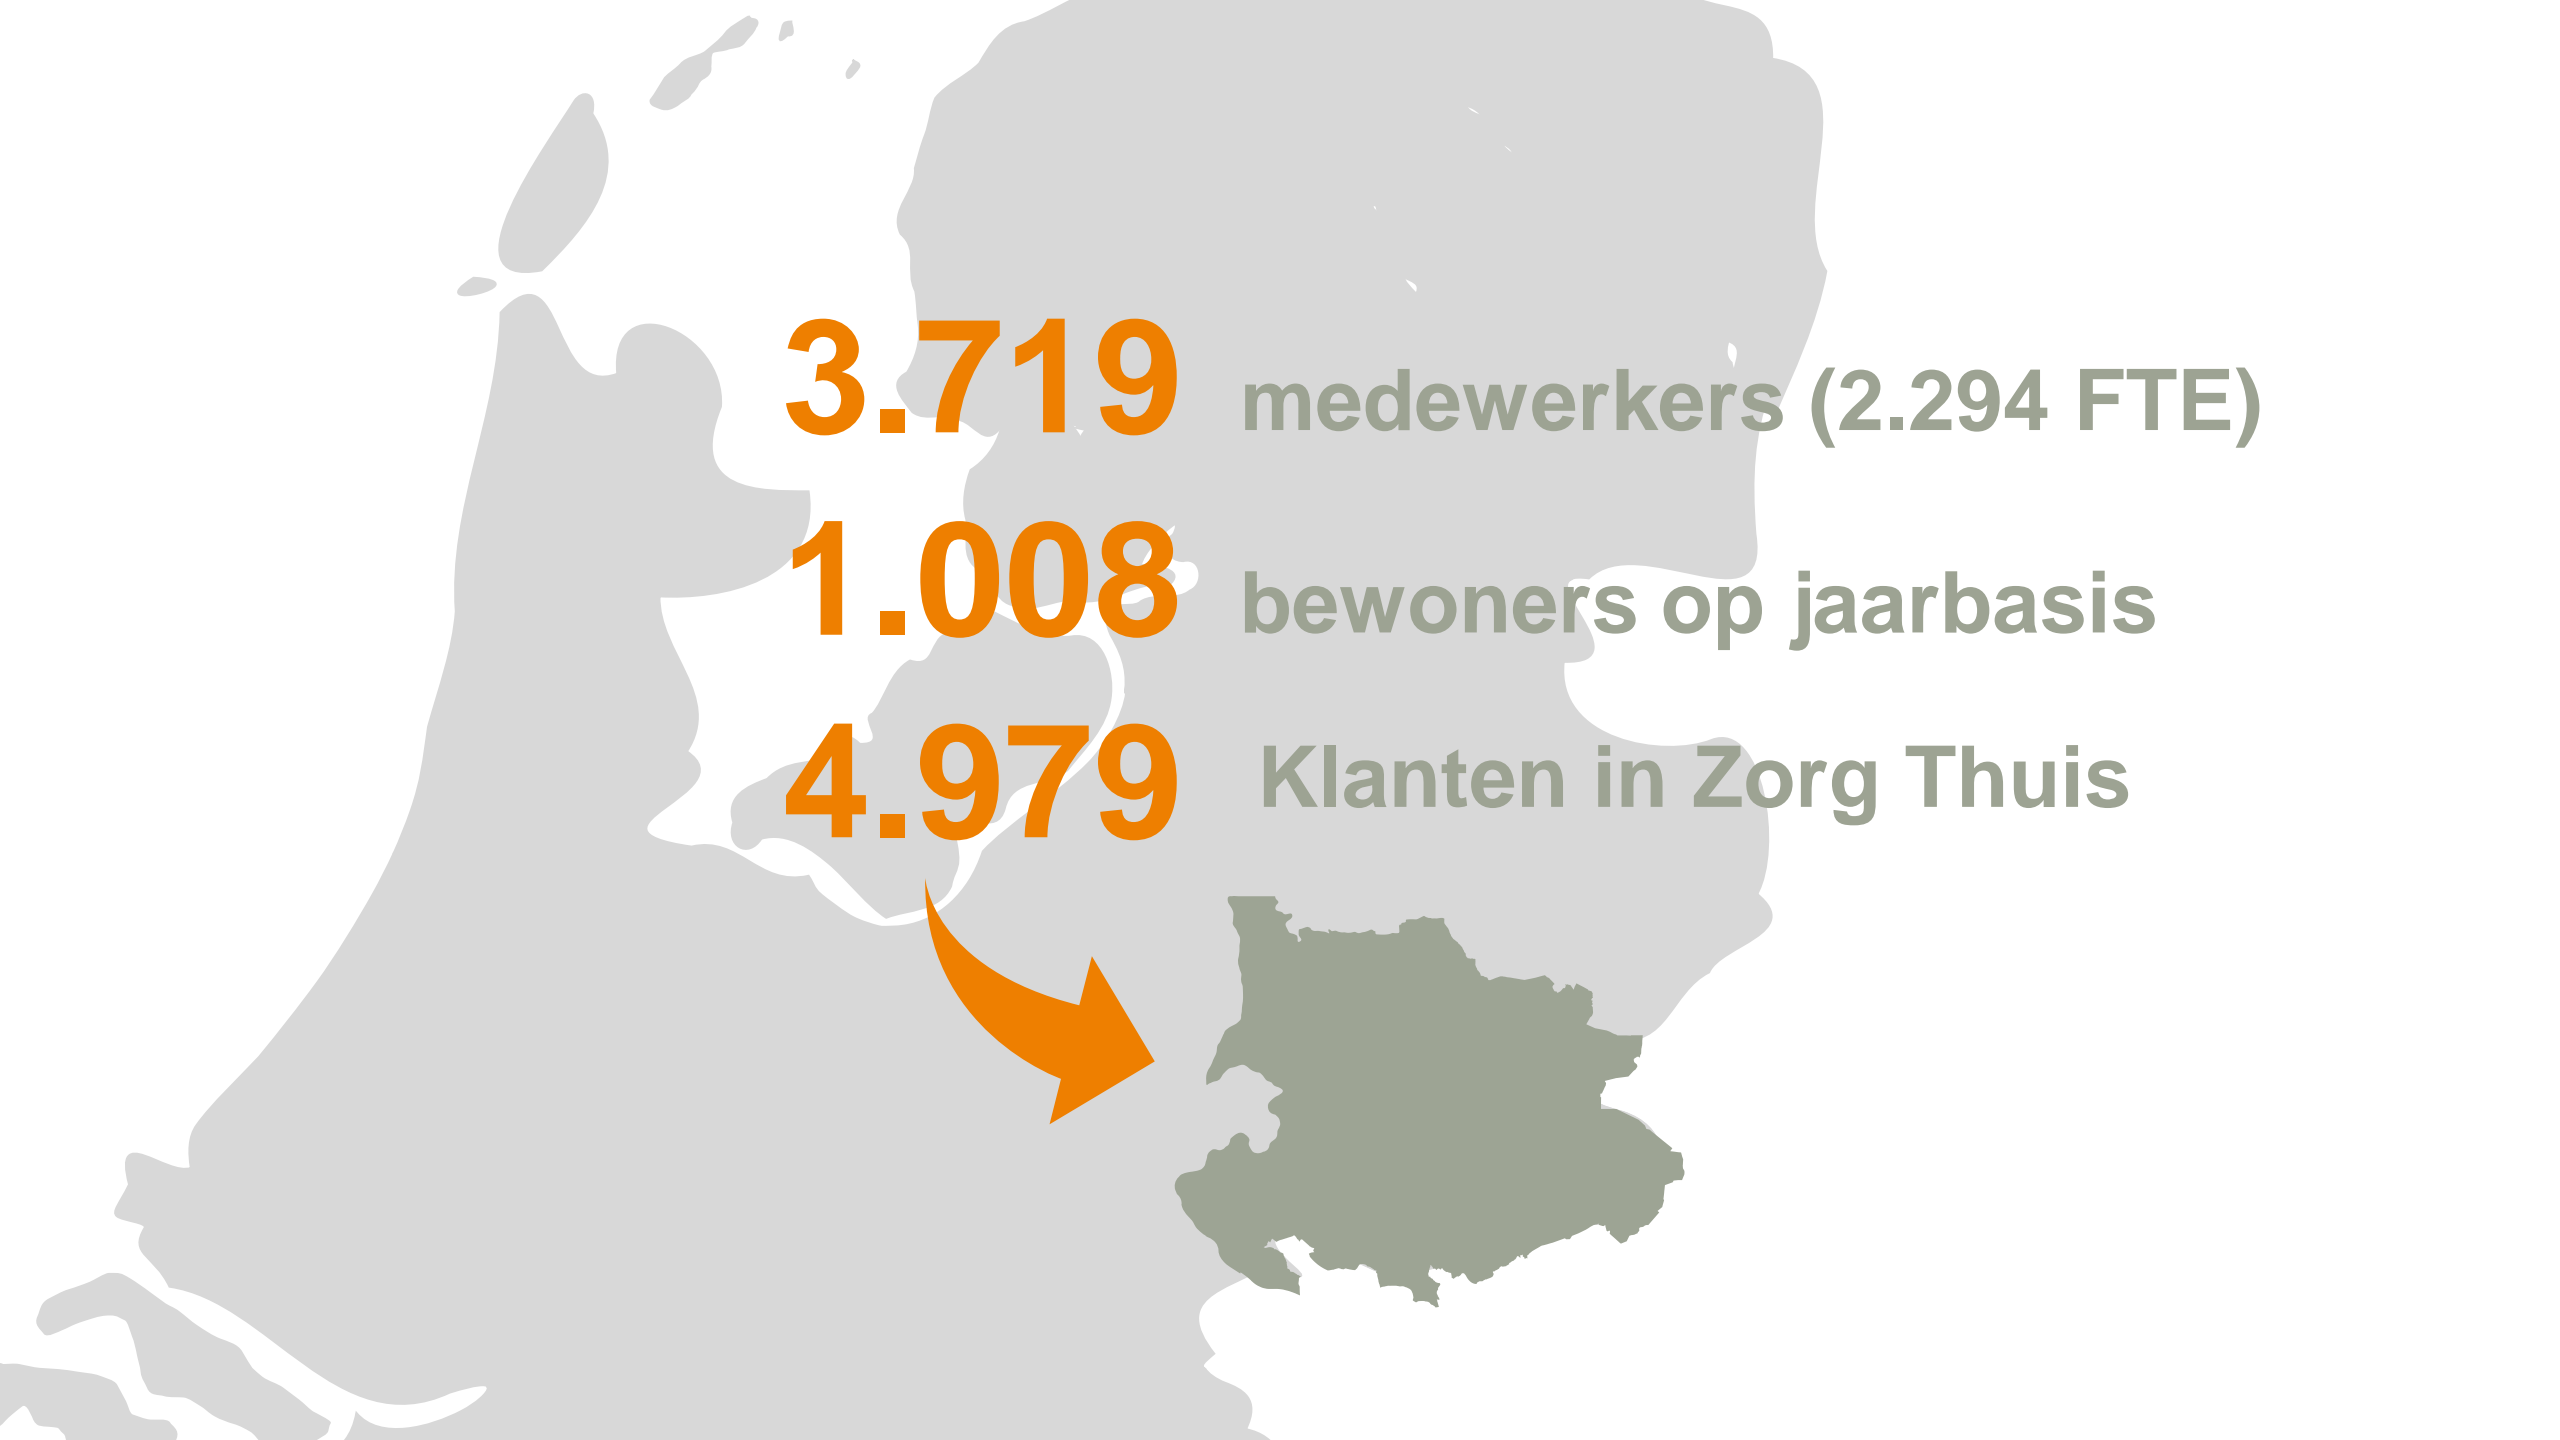 3.719 medewerkers (2.294 FTE)
1.008 bewoners op jaarbasis
4.979 Klanten in Zorg Thuis